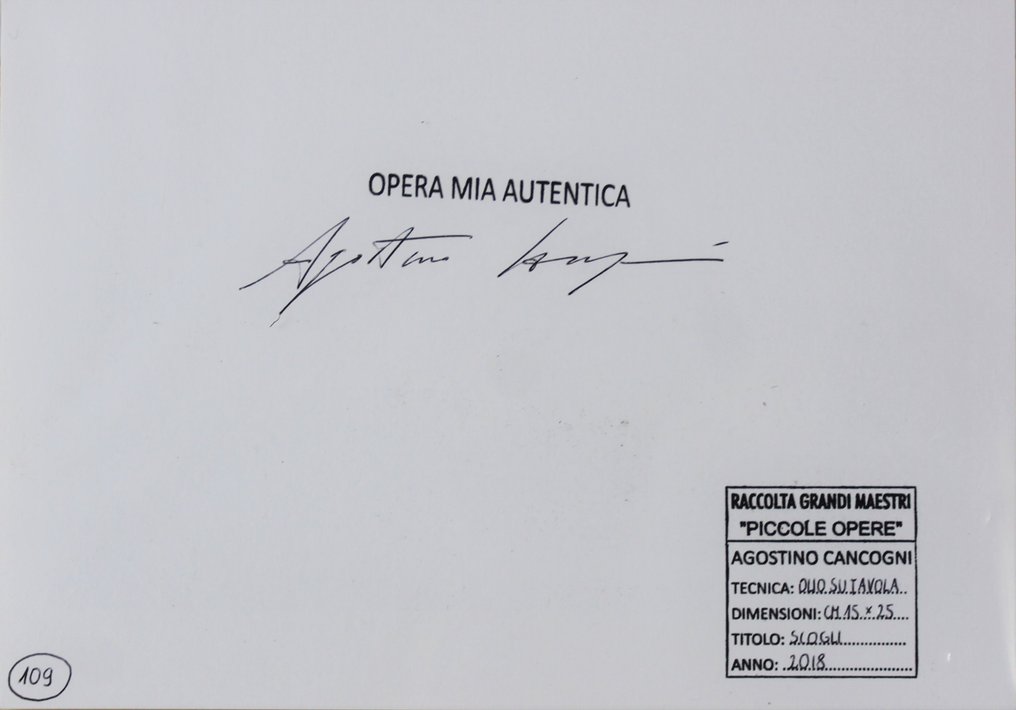 OPERA MIA AUTENTICA
Agostino Cancogni
RACCOLTA GRANDI MAESTRI
"PICCOLE OPERE"
AGOSTINO CANCOGNI
TECNICA: OLIO SU TAVOLA..
DIMENSIONI: CM 15 x 25....
TITOLO: SCOGLI...............
ANNO: .2018.....................
109